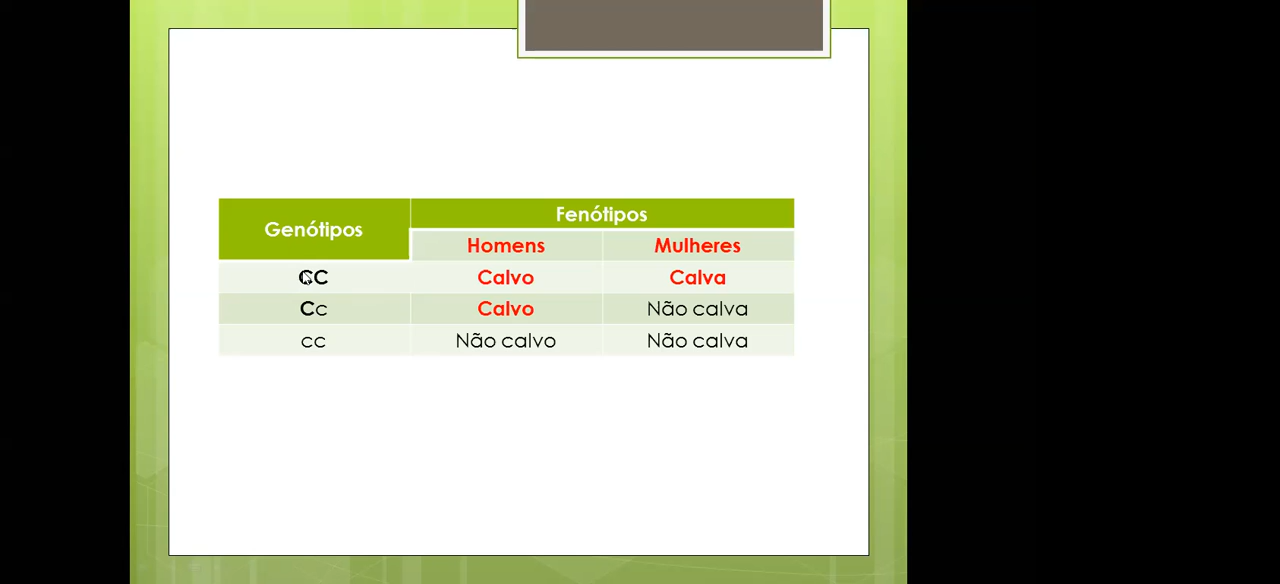 Genótipos
Fenótipos
Homens Mulheres
CC Calvo Calva
Cc Calvo Não calva
cc Não calvo Não calva